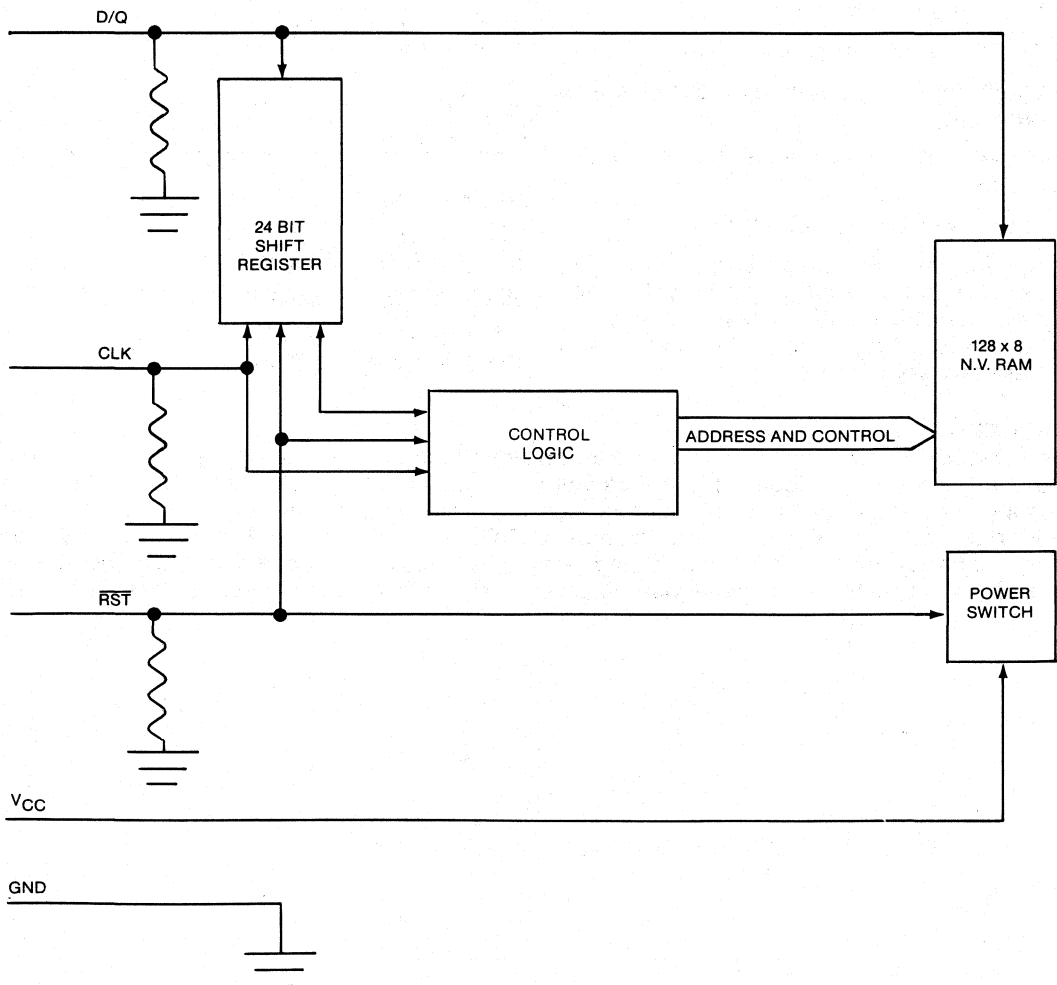 D/Q
24 BIT
SHIFT
REGISTER
CLK
128 x 8
N.V. RAM
CONTROL
LOGIC
ADDRESS AND CONTROL
RST
POWER
SWITCH
VCC
GND